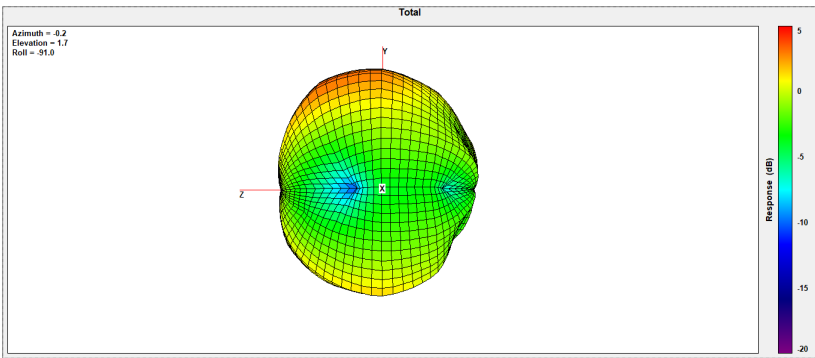 Total
Azimuth = -0.2
Elevation = 1.7
Roll = -91.0
Y
X
Z
5
0
-5
-10
-15
-20
Response (dB)